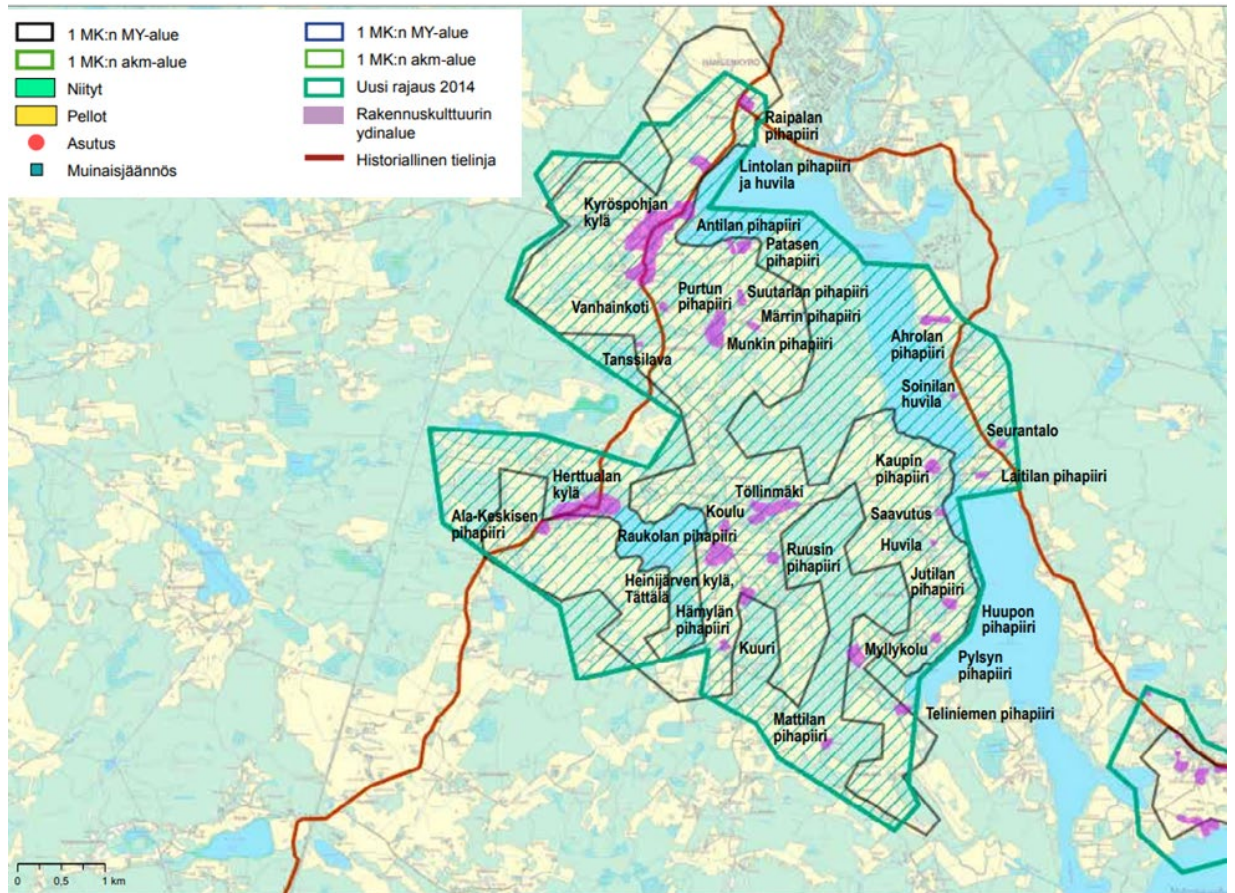 1 MK:n MY-alue
1 MK:n akm-alue
Niityt
Pellot
Asutus
Muinaisjäännös
1 MK:n MY-alue
1 MK:n akm-alue
Uusi rajaus 2014
Rakennuskulttuurin
ydinalue
Historiallinen tielinja
HÄMEENKYRÖ
Raipalan
pihapiiri
Lintolan pihapiiri
ja huvila
Kyröspohjan
kylä
Antilan pihapiiri
Patasen
pihapiiri
Purtun
pihapiiri
Suutarlan pihapiiri
Vanhainkoti
Märrin pihapiiri
Munkin pihapiiri
Ahrolan
pihapiiri
Tanssilava
Soinilan
huvila
Seurantalo
Kaupin
pihapiiri
Laitilan pihapiiri
Herttualan
kylä
Töllinmäki
Ala-Keskisen
pihapiiri
Koulu
Saavutus
Raukolan pihapiiri
Ruusin
pihapiiri
Huvila
Heinijärven kylä,
Tättälä
Jutilan
pihapiiri
Hämylän
pihapiiri
Huupon
pihapiiri
Kuuri
Myllykolu
Pylsyn
pihapiiri
Teliniemen pihapiiri
Mattilan
pihapiiri
0 0,5 1 km